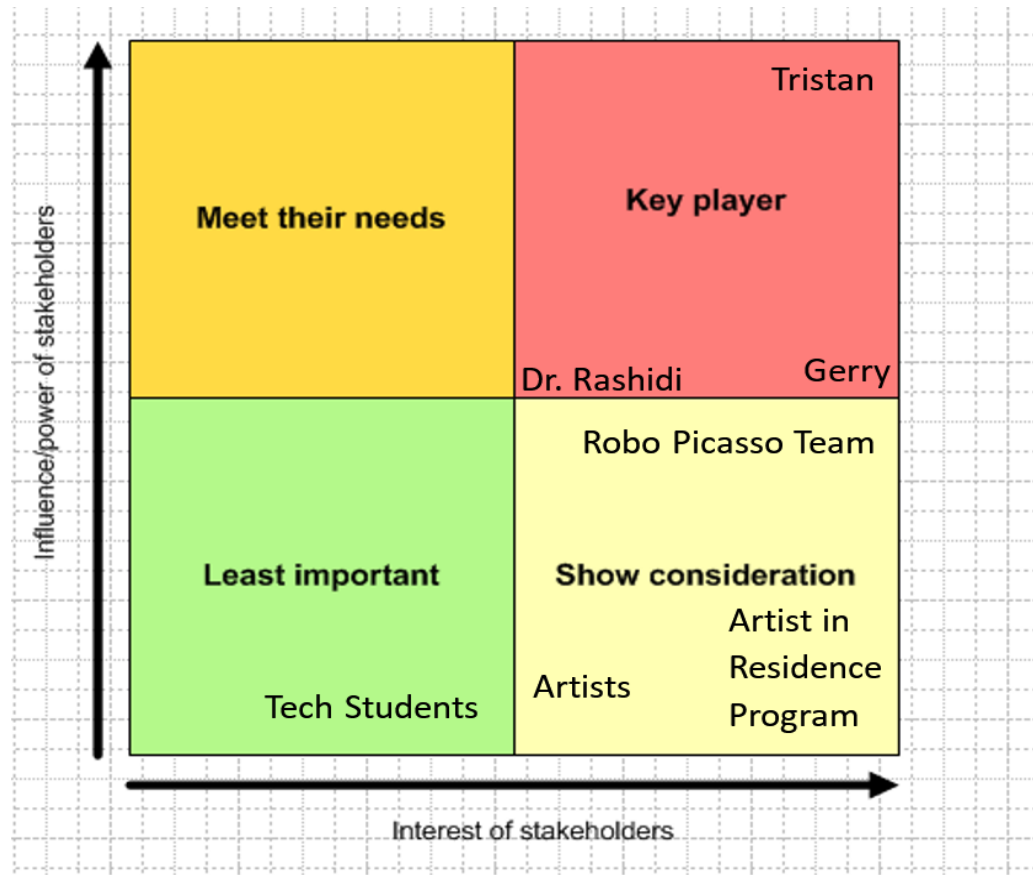 Tristan
Key player
Meet their needs
Dr. Rashidi
Gerry
Robo Picasso Team
Least important
Show consideration
Artist in
Residence
Program
Artists
Tech Students
Influence/power of stakeholders
Interest of stakeholders